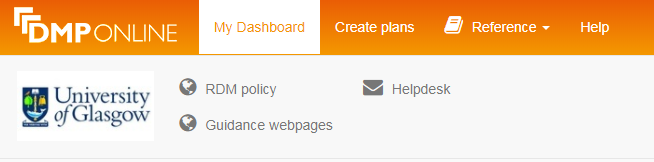 DMPONLINE My Dashboard Create plans Reference Help
University
of Glasgow
RDM policy Helpdesk
Guidance webpages